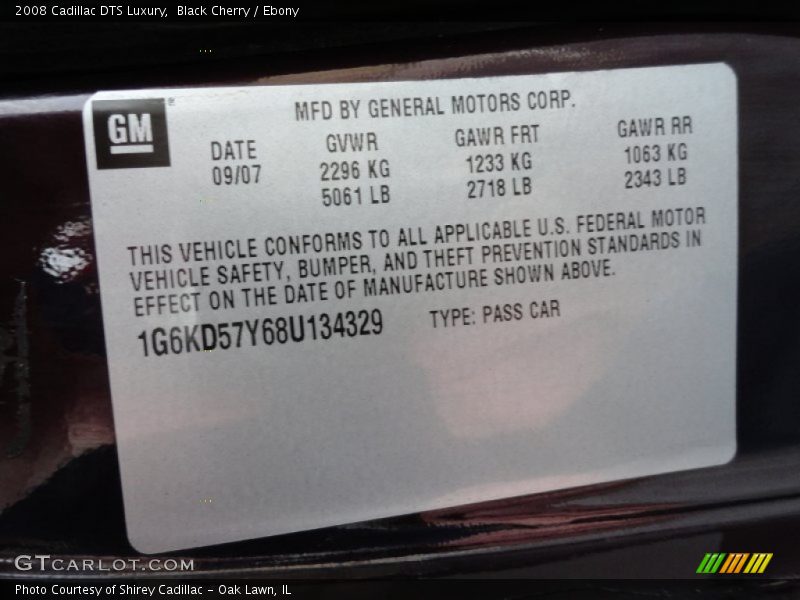 2008 Cadillac DTS Luxury,  Black Cherry / Ebony
GM
MFD BY GENERAL MOTORS CORP.
DATE GVWR GAWR FRT GAWR RR
09/07 2296 KG 1233 KG 1063 KG
5061 LB 2718 LB 2343 LB
THIS VEHICLE CONFORMS TO ALL APPLICABLE U.S. FEDERAL MOTOR
VEHICLE SAFETY, BUMPER, AND THEFT PREVENTION STANDARDS IN
EFFECT ON THE DATE OF MANUFACTURE SHOWN ABOVE.
1G6KD57Y68U134329 TYPE: PASS CAR
GTCARLOT.COM
Photo Courtesy of Shirey Cadillac - Oak Lawn, IL